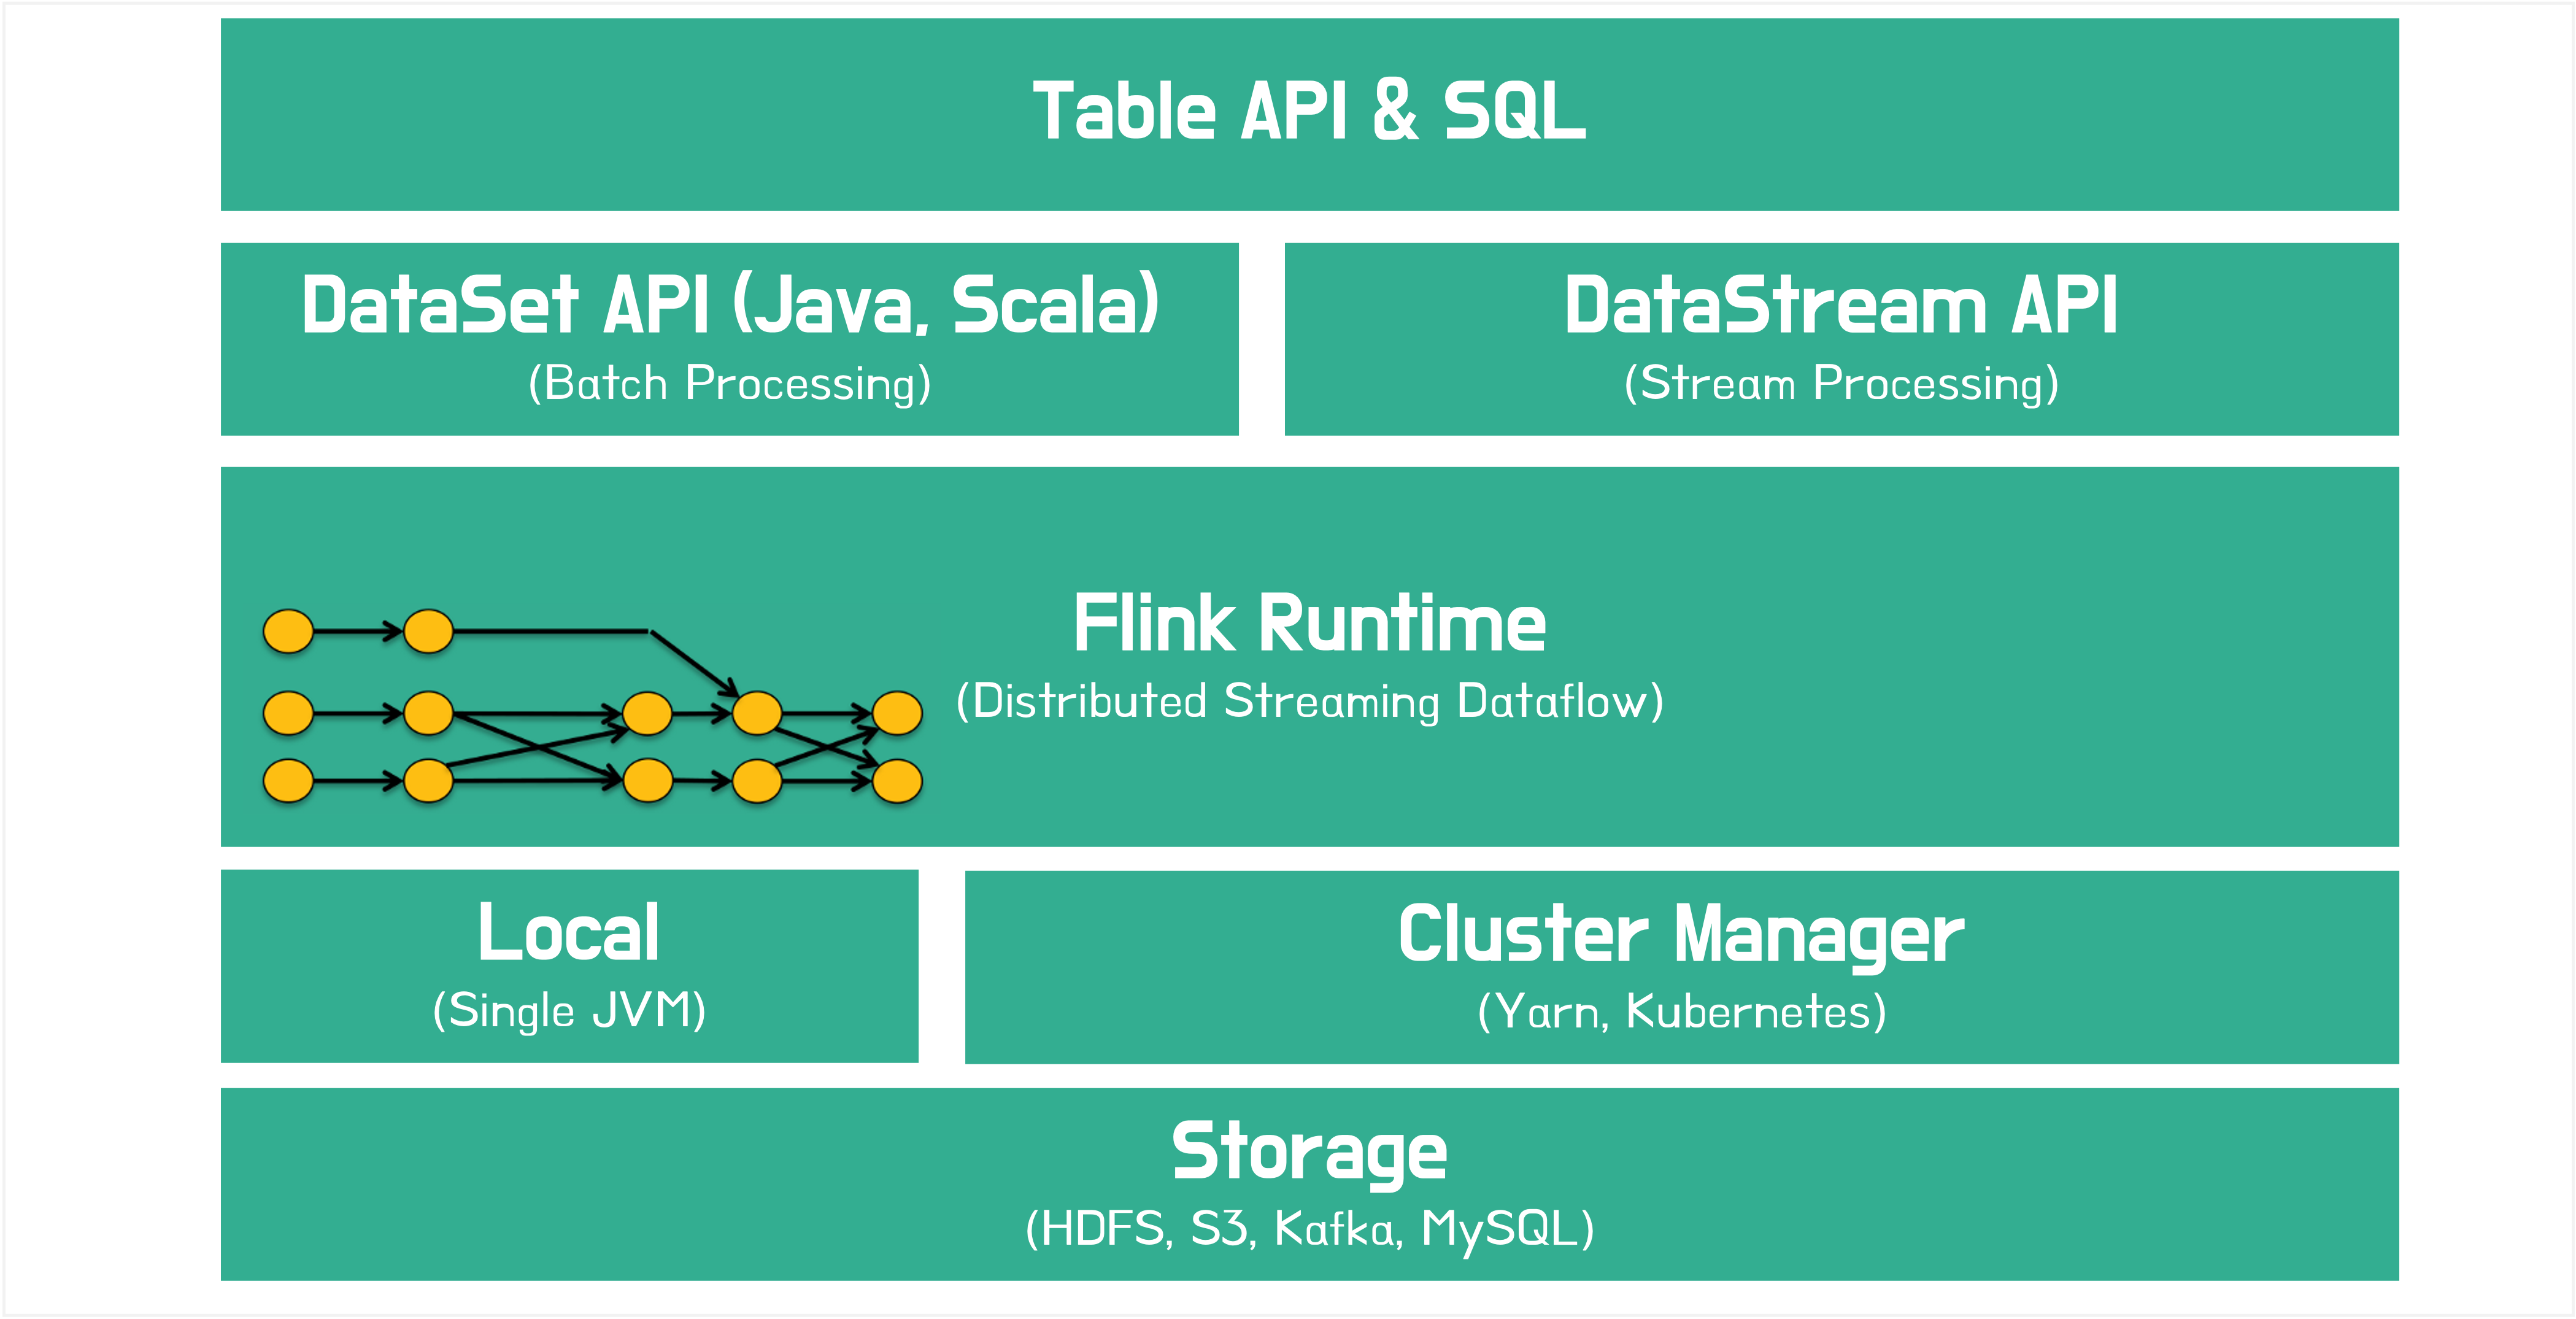 Table API & SQL
DataSet API (Java, Scala)
(Batch Processing)
DataStream API
(Stream Processing)
Flink Runtime
(Distributed Streaming Dataflow)
Local
(Single JVM)
Cluster Manager
(Yarn, Kubernetes)
Storage
(HDFS, S3, Kafka, MySQL)